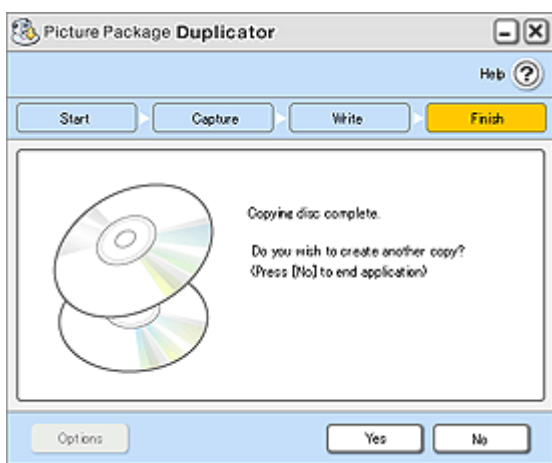 Picture Package Duplicator
Help ?
Start Capture Write Finish
Copying disc complete.
Do you wish to create another copy?
(Press [No] to end application)
Options Yes No